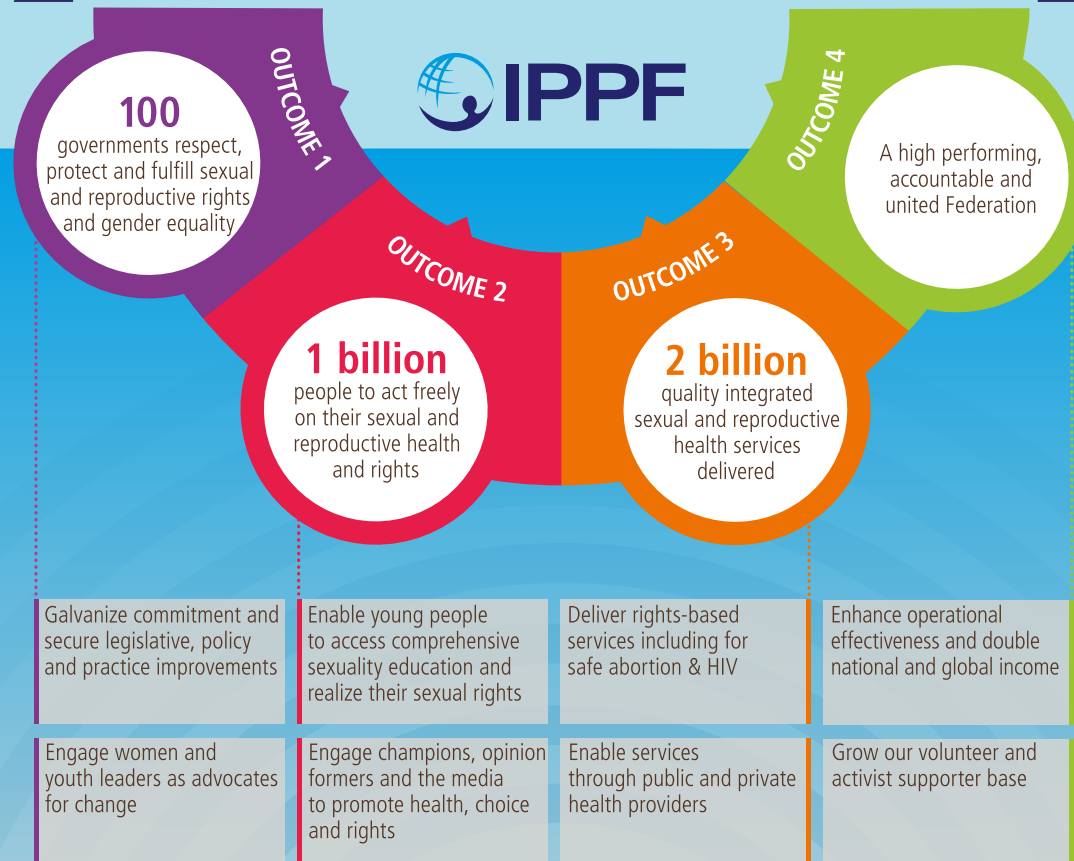 IPPF
OUTCOME 1
100
governments respect,
protect and fulfill sexual
and reproductive rights
and gender equality
OUTCOME 2
1 billion
people to act freely
on their sexual and
reproductive health
and rights
OUTCOME 3
2 billion
quality integrated
sexual and reproductive
health services
delivered
OUTCOME 4
A high performing,
accountable and
united Federation
Galvanize commitment and
secure legislative, policy
and practice improvements
Enable young people
to access comprehensive
sexuality education and
realize their sexual rights
Deliver rights-based
services including for
safe abortion & HIV
Enhance operational
effectiveness and double
national and global income
Engage women and
youth leaders as advocates
for change
Engage champions, opinion
formers and the media
to promote health, choice
and rights
Enable services
through public and private
health providers
Grow our volunteer and
activist supporter base